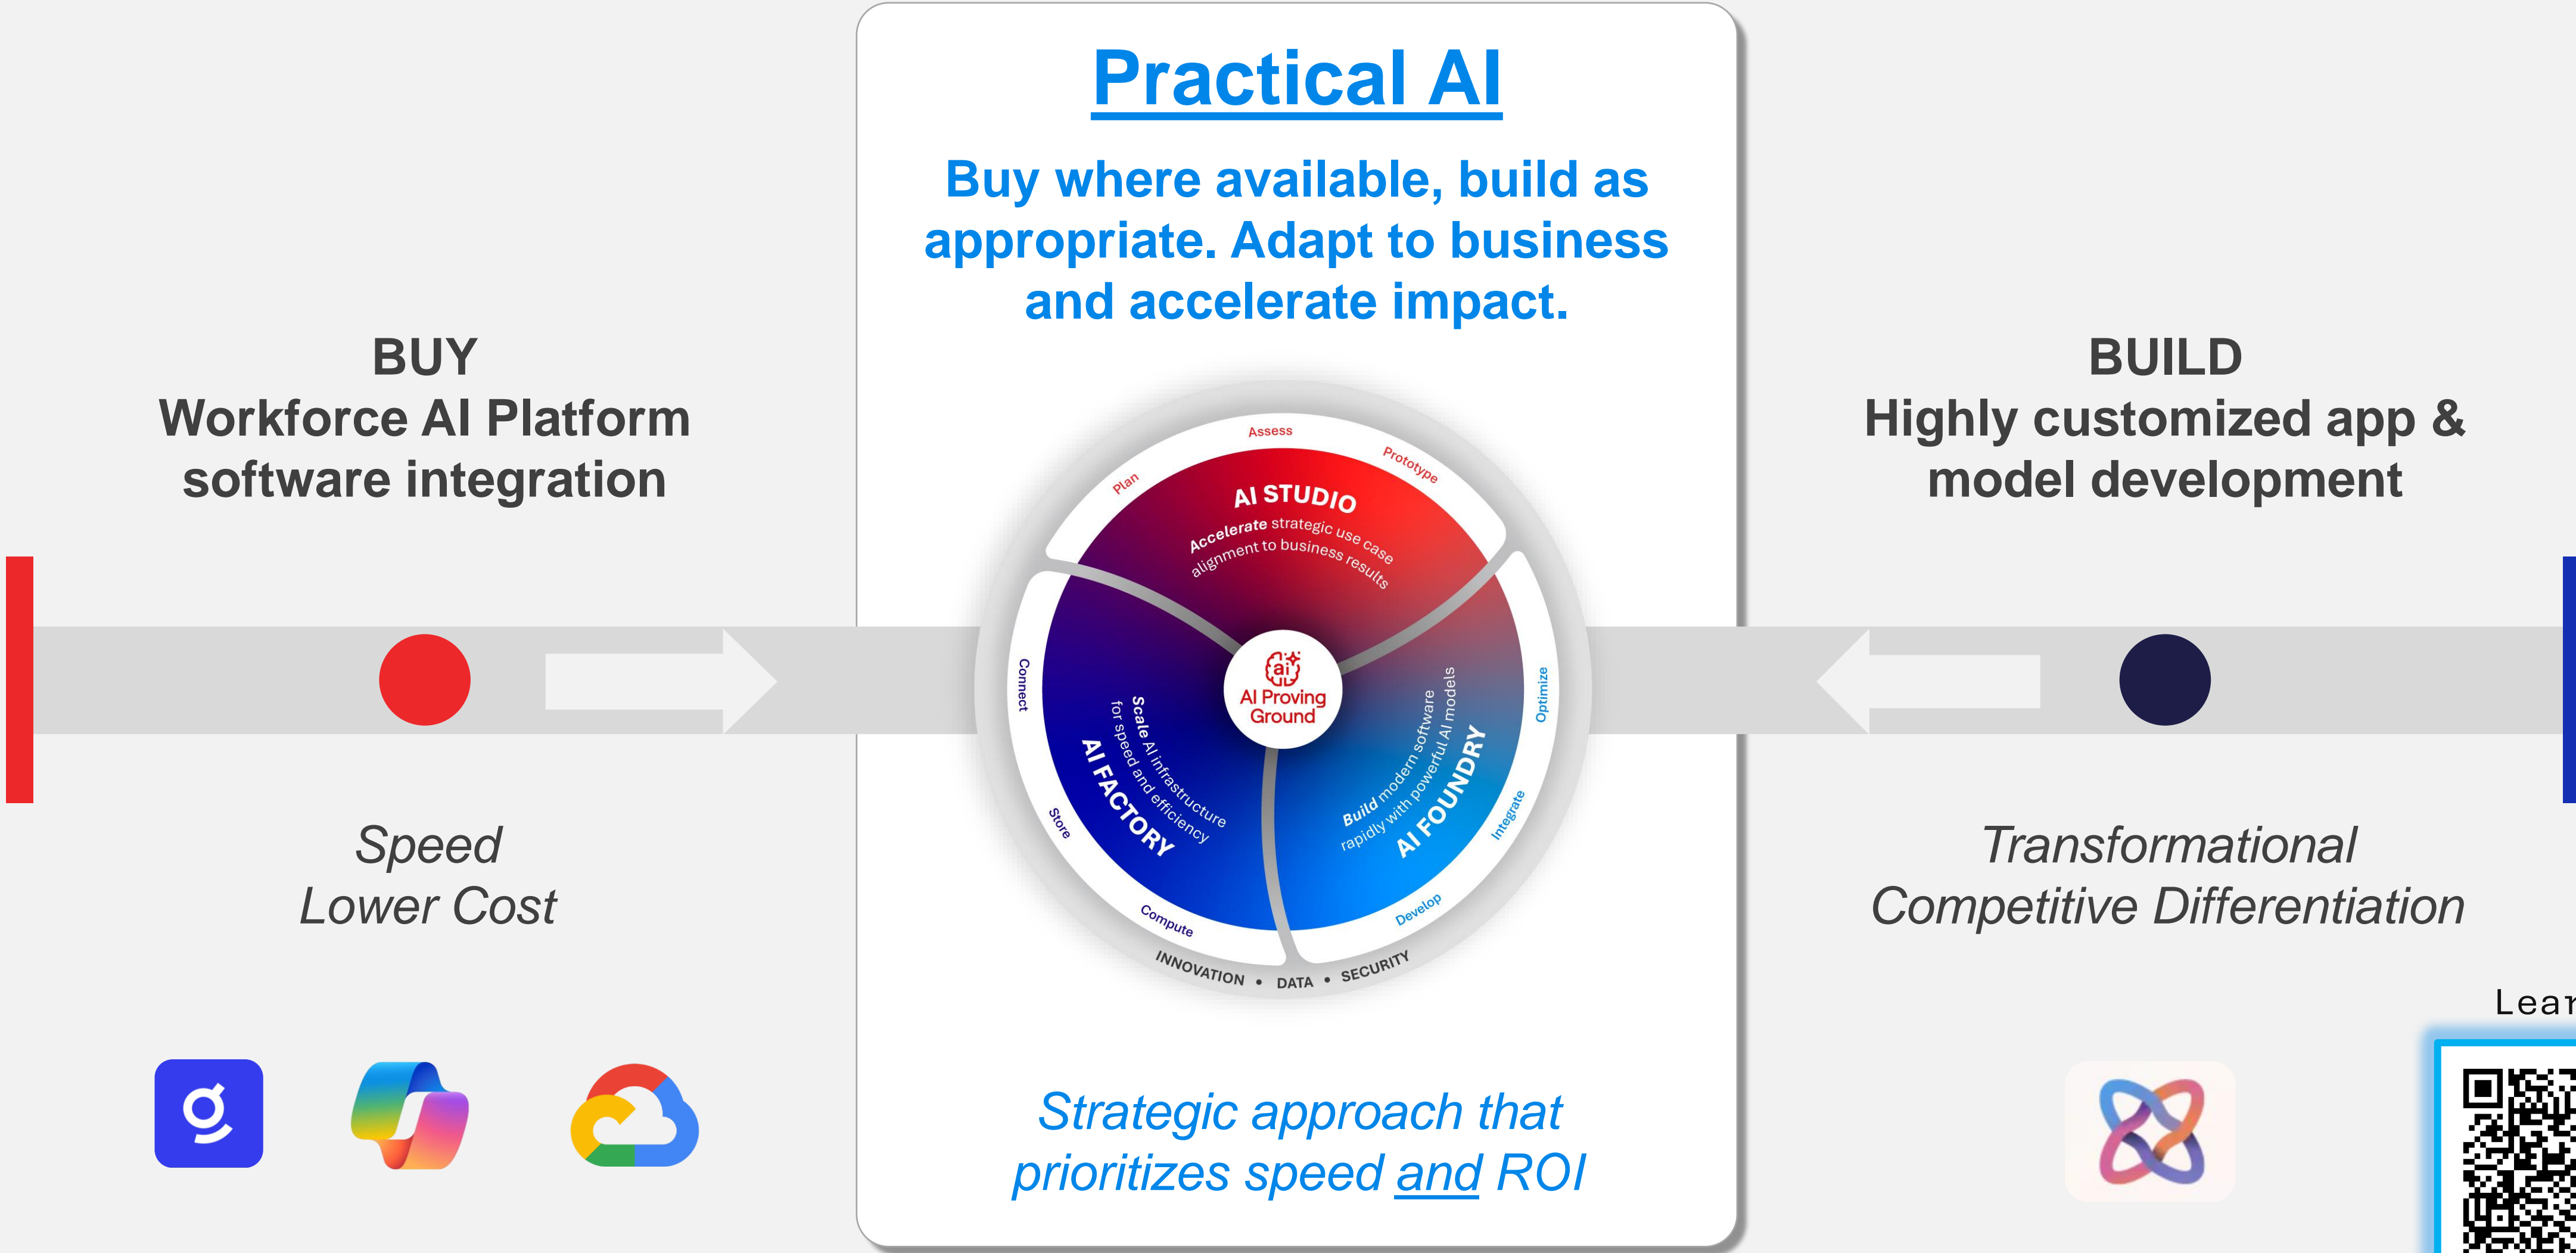 Practical AI
Buy where available, build as
appropriate. Adapt to business
and accelerate impact.
BUY
Workforce AI Platform
software integration
Speed
Lower Cost
g
Plan
Assess
Prototype
AI STUDIO
Accelerate strategic use case
alignment to business results
Connect
Store
Compute
Scale AI infrastructure
for speed and efficiency
AI FACTORY
ai
AI Proving
Ground
Optimize
Integrate
Develop
Build modern software
rapidly with powerful AI models
AI FOUNDRY
INNOVATION • DATA • SECURITY
Strategic approach that
prioritizes speed and ROI
BUILD
Highly customized app &
model development
Transformational
Competitive Differentiation